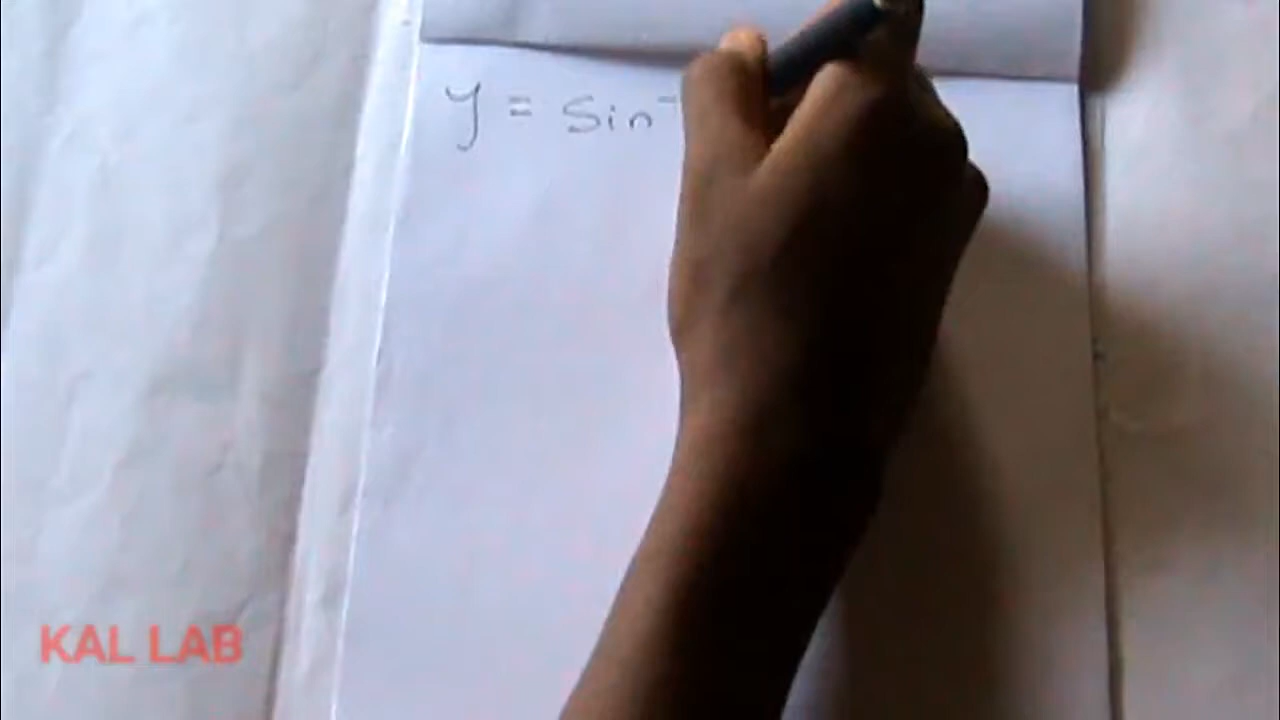 y = Sin⁻
KAL LAB